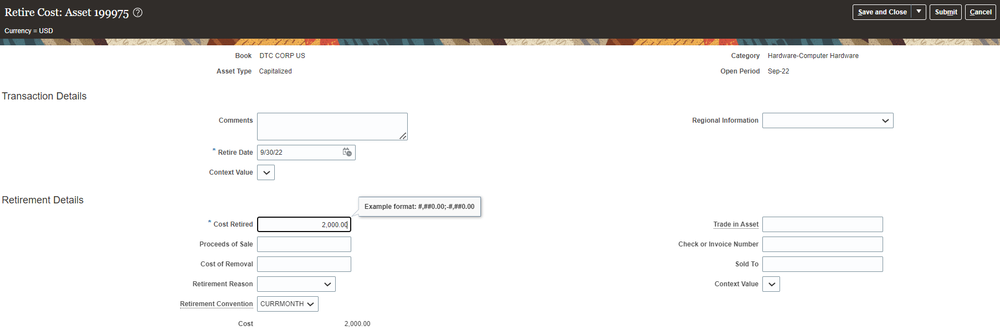 Retire Cost: Asset 199975 ?
Save and Close Submit Cancel
Currency = USD
Book DTC CORP US Category Hardware-Computer Hardware
Asset Type Capitalized Open Period Sep-22
Transaction Details
Comments Regional Information
* Retire Date 9/30/22
Context Value
Retirement Details
Example format: #,##0.00;-#,##0.00
* Cost Retired 2,000.00 Trade in Asset
Proceeds of Sale Check or Invoice Number
Cost of Removal Sold To
Retirement Reason Context Value
Retirement Convention CURRMONTH
Cost 2,000.00